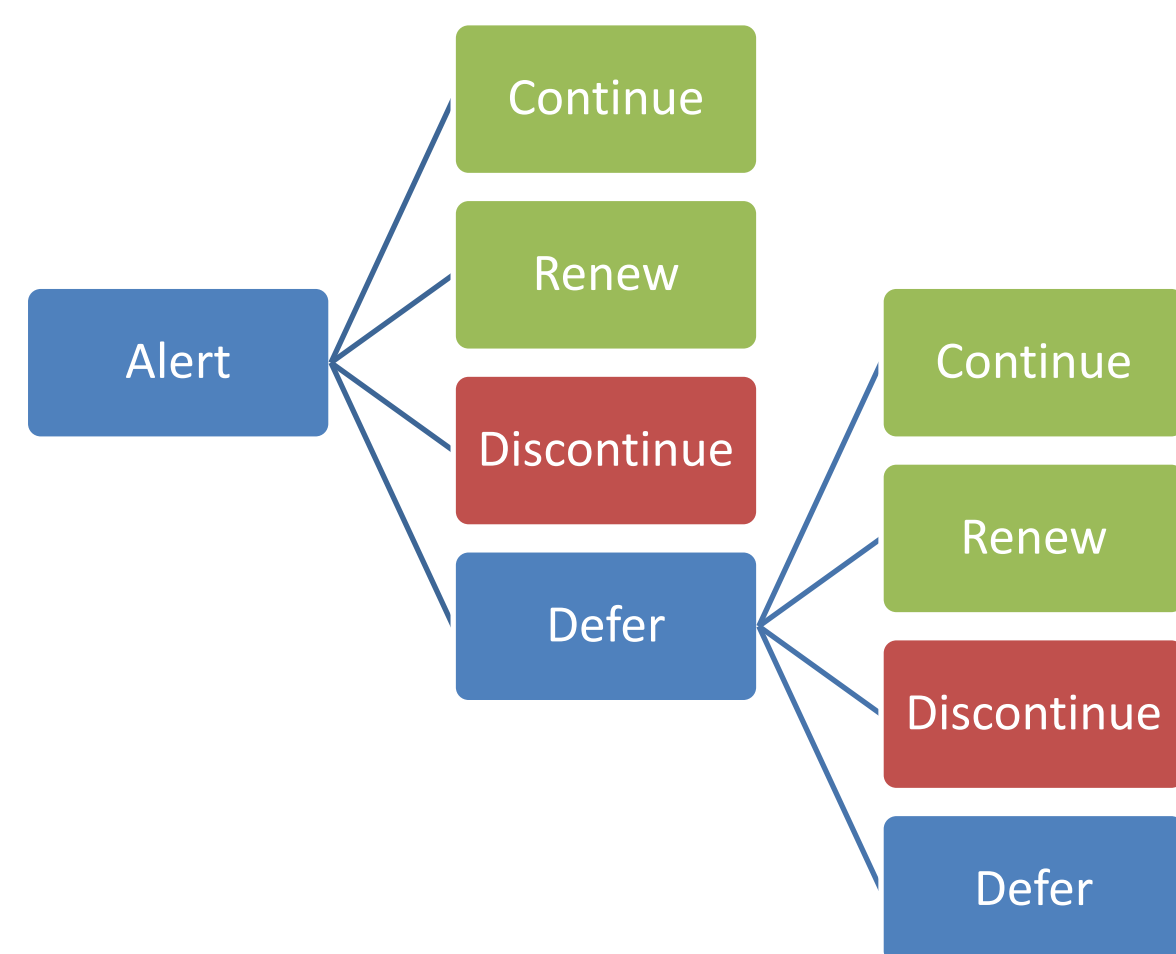 Alert
Continue
Renew
Discontinue
Defer
Continue
Renew
Discontinue
Defer